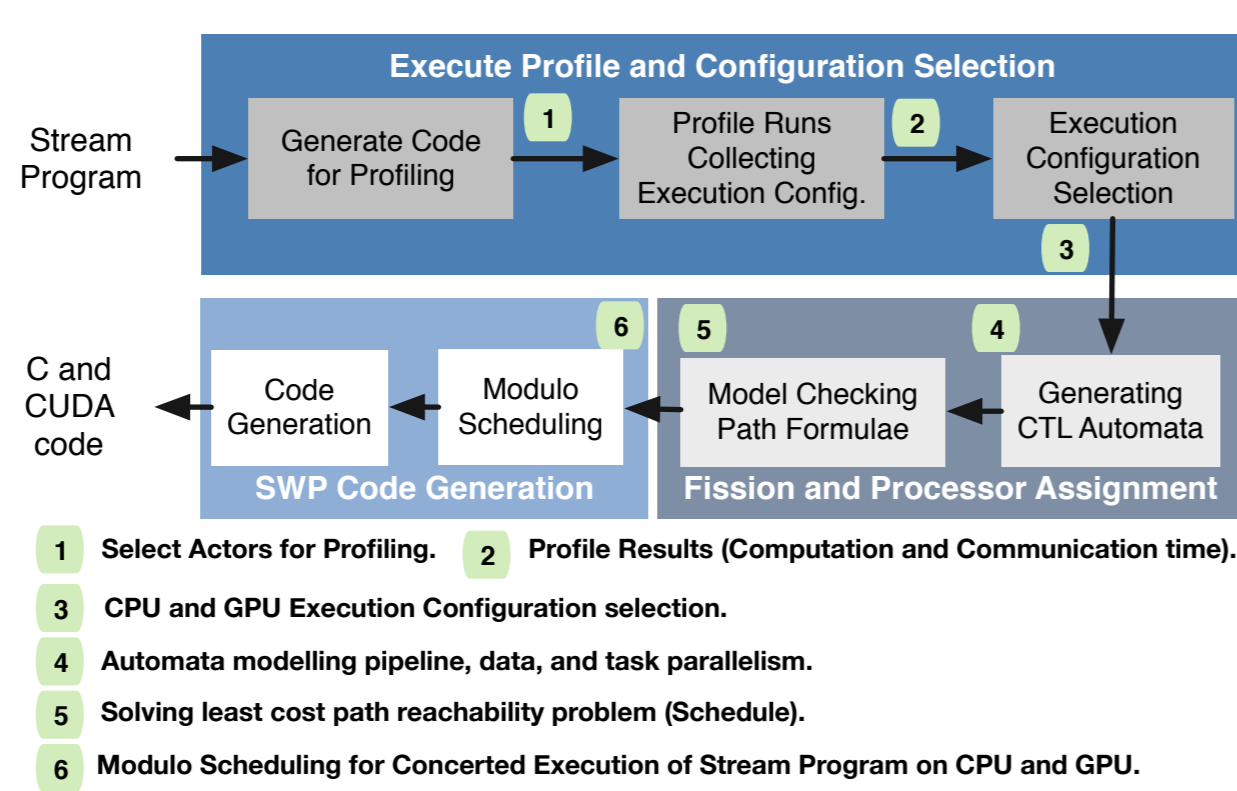 Execute Profile and Configuration Selection
Stream
Program
Generate Code
for Profiling
1
Profile Runs
Collecting
Execution Config.
2
Execution
Configuration
Selection
3
C and
CUDA
code
Code
Generation
Modulo
Scheduling
6
SWP Code Generation
5
Model Checking
Path Formulae
4
Generating
CTL Automata
Fission and Processor Assignment
1 Select Actors for Profiling. 2 Profile Results (Computation and Communication time).
3 CPU and GPU Execution Configuration selection.
4 Automata modelling pipeline, data, and task parallelism.
5 Solving least cost path reachability problem (Schedule).
6 Modulo Scheduling for Concerted Execution of Stream Program on CPU and GPU.